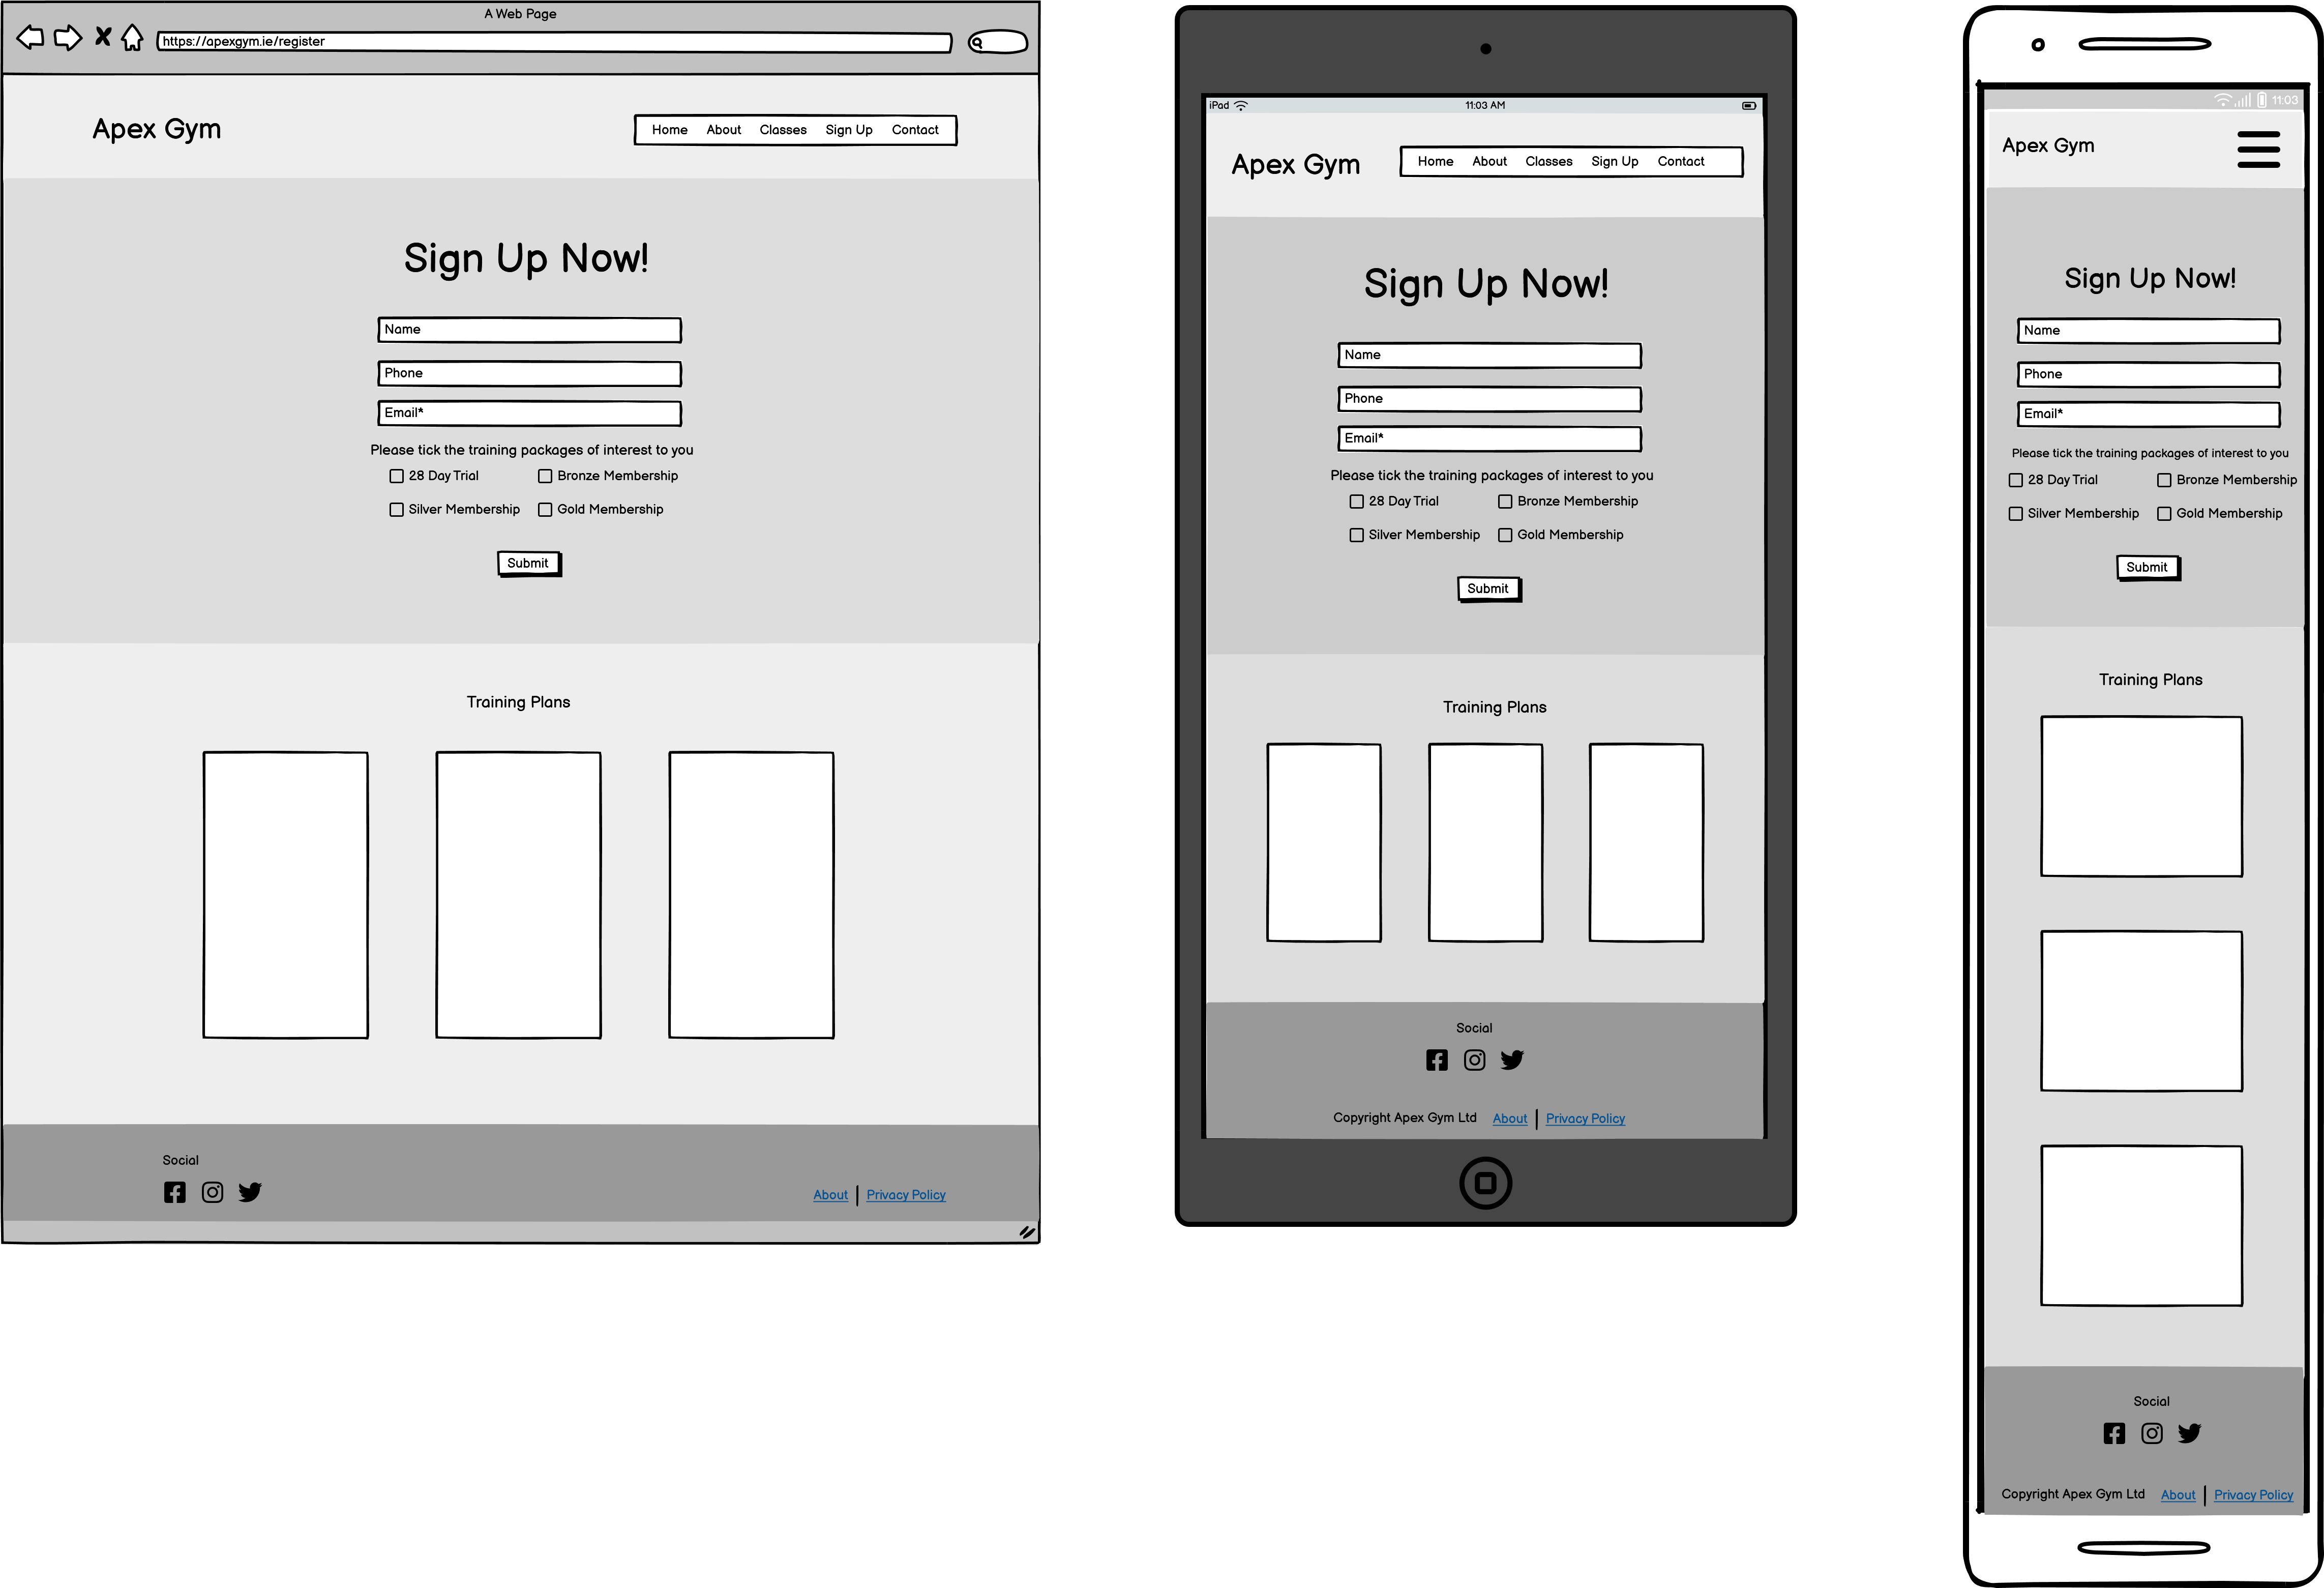 A Web Page
https://apexgym.ie/register
Apex Gym
Home About Classes Sign Up Contact
Sign Up Now!
Name
Phone
Email*
Please tick the training packages of interest to you
28 Day Trial Bronze Membership
Silver Membership Gold Membership
Submit
Training Plans
Social
About Privacy Policy
iPad 11:03 AM
Apex Gym
Home About Classes Sign Up Contact
Sign Up Now!
Name
Phone
Email*
Please tick the training packages of interest to you
28 Day Trial Bronze Membership
Silver Membership Gold Membership
Submit
Training Plans
Social
Copyright Apex Gym Ltd About Privacy Policy
11:03
Apex Gym
Sign Up Now!
Name
Phone
Email*
Please tick the training packages of interest to you
28 Day Trial Bronze Membership
Silver Membership Gold Membership
Submit
Training Plans
Social
Copyright Apex Gym Ltd About Privacy Policy